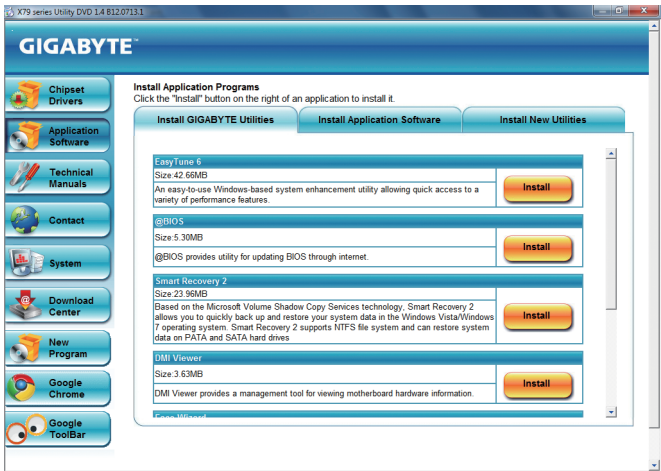 X79 series Utility DVD 1.4 B12.0713.1
GIGABYTE™
Chipset
Drivers
Application
Software
Technical
Manuals
Contact
System
Download
Center
New
Program
Google
Chrome
Google
ToolBar
Install Application Programs
Click the "Install" button on the right of an application to install it.
Install GIGABYTE Utilities
Install Application Software
Install New Utilities
EasyTune 6
Size:42.66MB
An easy-to-use Windows-based system enhancement utility allowing quick access to a
variety of performance features.
Install
@BIOS
Size:5.30MB
@BIOS provides utility for updating BIOS through internet.
Install
Smart Recovery 2
Size:23.96MB
Based on the Microsoft Volume Shadow Copy Services technology, Smart Recovery 2
allows you to quickly back up and restore your system data in the Windows Vista/Windows
7 operating system. Smart Recovery 2 supports NTFS file system and can restore system
data on PATA and SATA hard drives
Install
DMI Viewer
Size:3.63MB
DMI Viewer provides a management tool for viewing motherboard hardware information.
Install